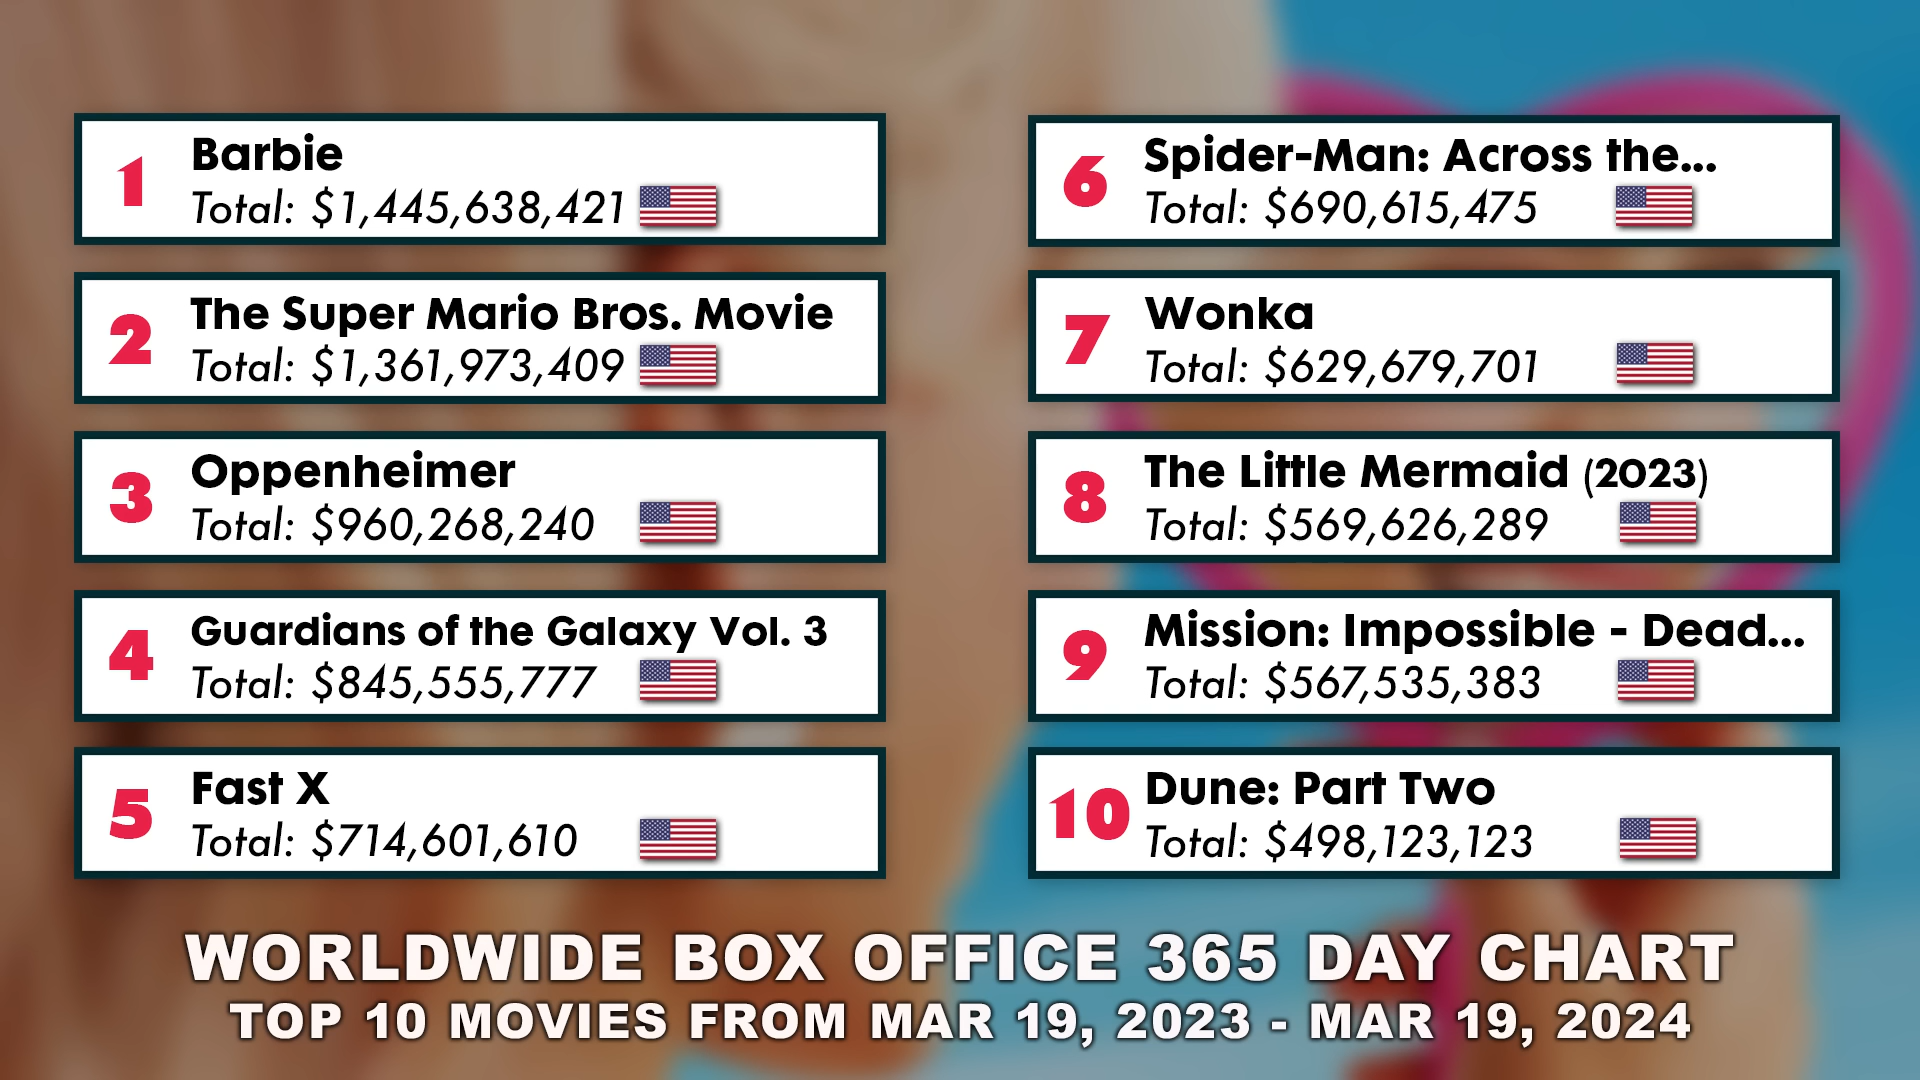 1
Barbie
Total: $1,445,638,421
2
The Super Mario Bros. Movie
Total: $1,361,973,409
3
Oppenheimer
Total: $960,268,240
4
Guardians of the Galaxy Vol. 3
Total: $845,555,777
5
Fast X
Total: $714,601,610
6
Spider-Man: Across the...
Total: $690,615,475
7
Wonka
Total: $629,679,701
8
The Little Mermaid (2023)
Total: $569,626,289
9
Mission: Impossible - Dead...
Total: $567,535,383
10
Dune: Part Two
Total: $498,123,123
WORLDWIDE BOX OFFICE 365 DAY CHART
TOP 10 MOVIES FROM MAR 19, 2023 - MAR 19, 2024